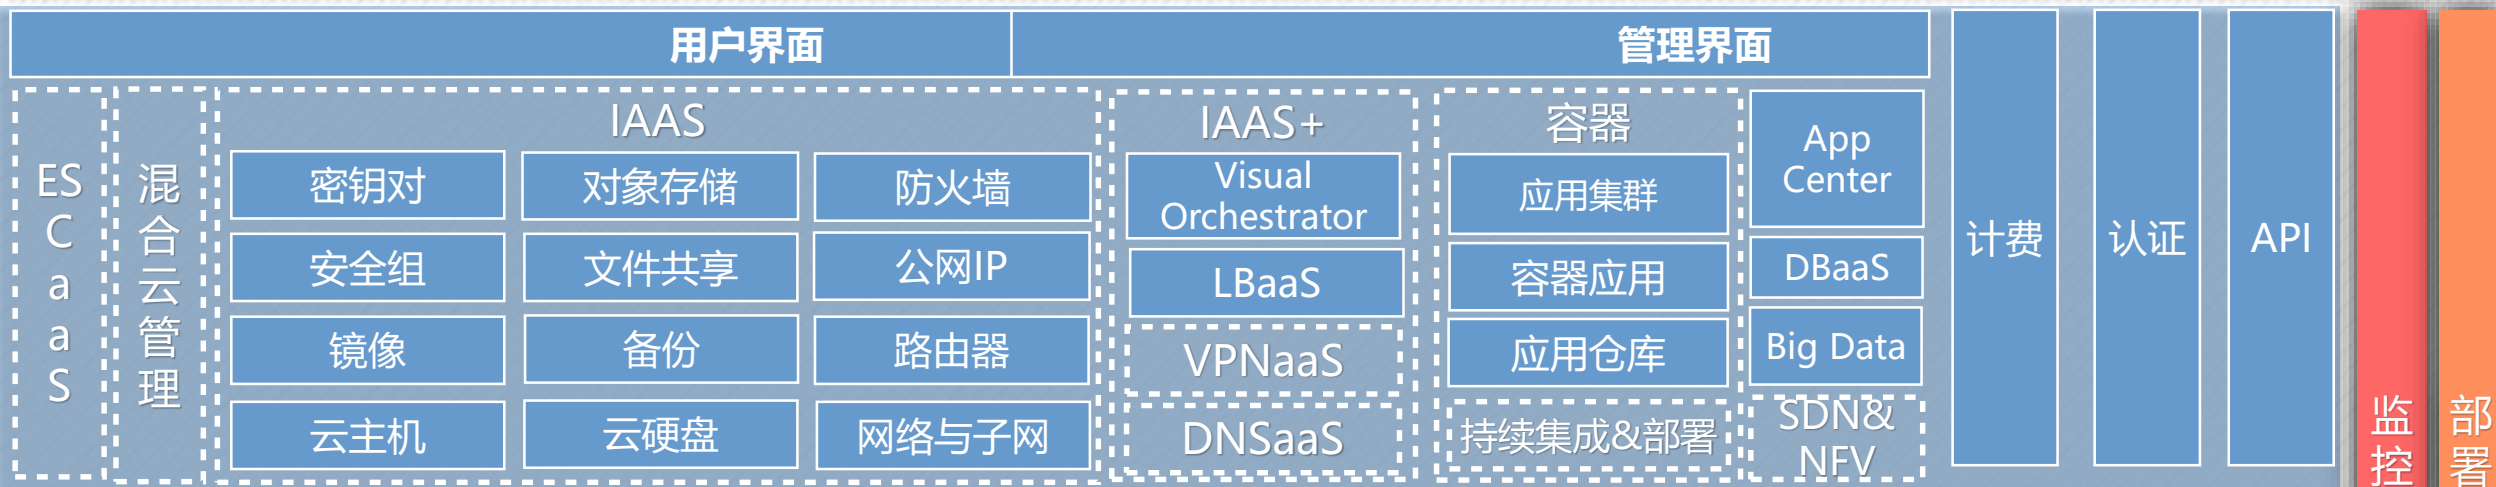 用户界面
管理界面
ES
C
a
a
S
混
合
云
管
理
IAAS
密钥对
对象存储
防火墙
安全组
文件共享
公网IP
镜像
备份
路由器
云主机
云硬盘
网络与子网
IAAS+
Visual
Orchestrator
LBaaS
VPNaaS
DNSaaS
容器
应用集群
容器应用
应用仓库
持续集成&部署
App
Center
DBaaS
Big Data
SDN&
NFV
计费
认证
API
监
控
部
署